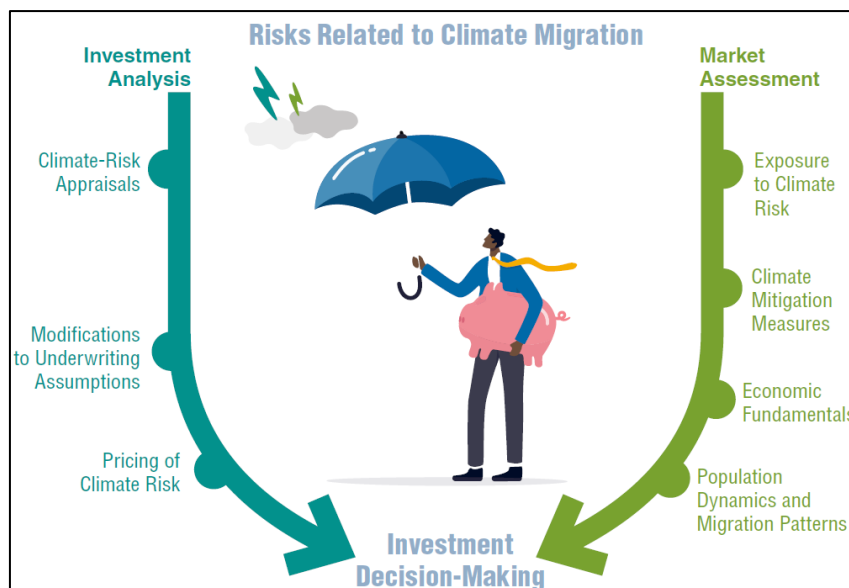 Risks Related to Climate Migration
Investment
Analysis
Climate-Risk
Appraisals
Modifications
to Underwriting
Assumptions
Pricing of
Climate Risk
Market
Assessment
Exposure
to Climate
Risk
Climate
Mitigation
Measures
Economic
Fundamentals
Population
Dynamics and
Migration Patterns
Investment
Decision-Making